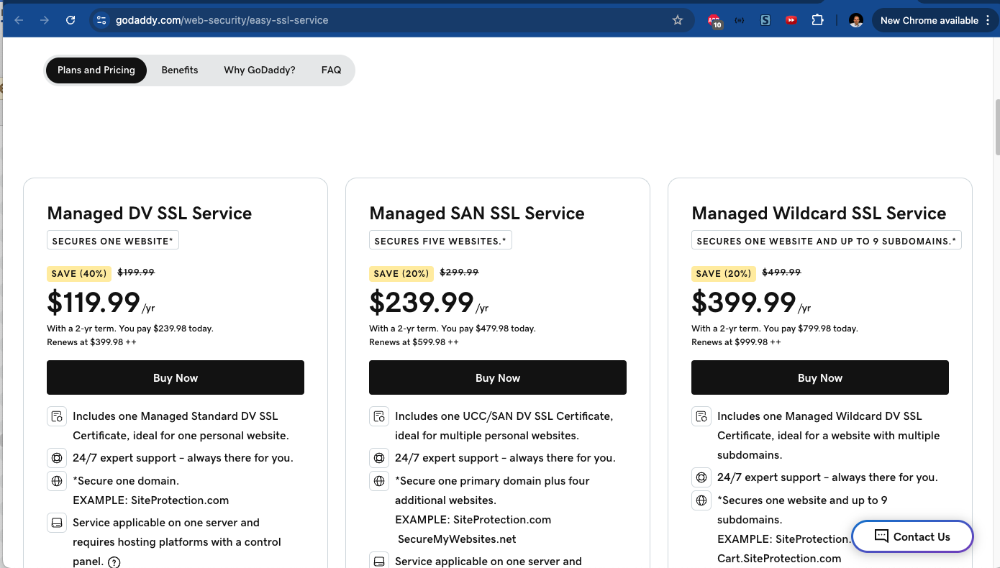 godaddy.com/web-security/easy-ssl-service
10
New Chrome available
Plans and Pricing
Benefits
Why GoDaddy?
FAQ
Managed DV SSL Service
SECURES ONE WEBSITE*
SAVE (40%) $199.99
$119.99/yr
With a 2-yr term. You pay $239.98 today.
Renews at $399.98 ++
Buy Now
Includes one Managed Standard DV SSL
Certificate, ideal for one personal website.
24/7 expert support – always there for you.
*Secure one domain.
EXAMPLE: SiteProtection.com
Service applicable on one server and
requires hosting platforms with a control
panel.
Managed SAN SSL Service
SECURES FIVE WEBSITES.*
SAVE (20%) $299.99
$239.99/yr
With a 2-yr term. You pay $479.98 today.
Renews at $599.98 ++
Buy Now
Includes one UCC/SAN DV SSL Certificate,
ideal for multiple personal websites.
24/7 expert support – always there for you.
*Secure one primary domain plus four
additional websites.
EXAMPLE: SiteProtection.com
SecureMyWebsites.net
Service applicable on one server and
Managed Wildcard SSL Service
SECURES ONE WEBSITE AND UP TO 9 SUBDOMAINS.*
SAVE (20%) $499.99
$399.99/yr
With a 2-yr term. You pay $799.98 today.
Renews at $999.98 ++
Buy Now
Includes one Managed Wildcard DV SSL
Certificate, ideal for a website with multiple
subdomains.
24/7 expert support – always there for you.
*Secures one website and up to 9
subdomains.
EXAMPLE: SiteProtection.
Cart.SiteProtection.com
Contact Us